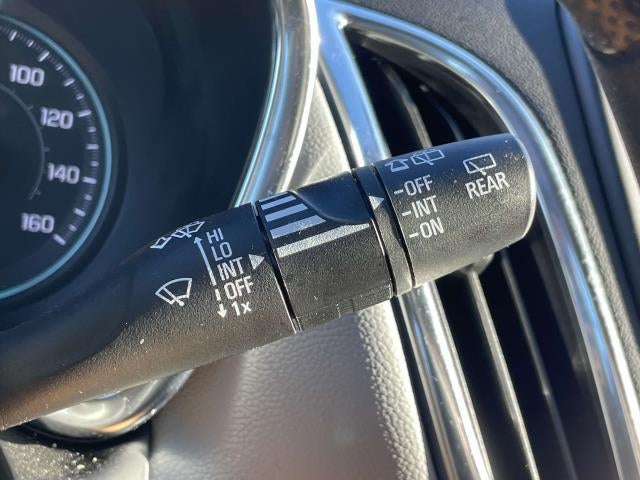 100
120
140
160
HI
LO
INT
OFF
1x
OFF
INT
ON
REAR